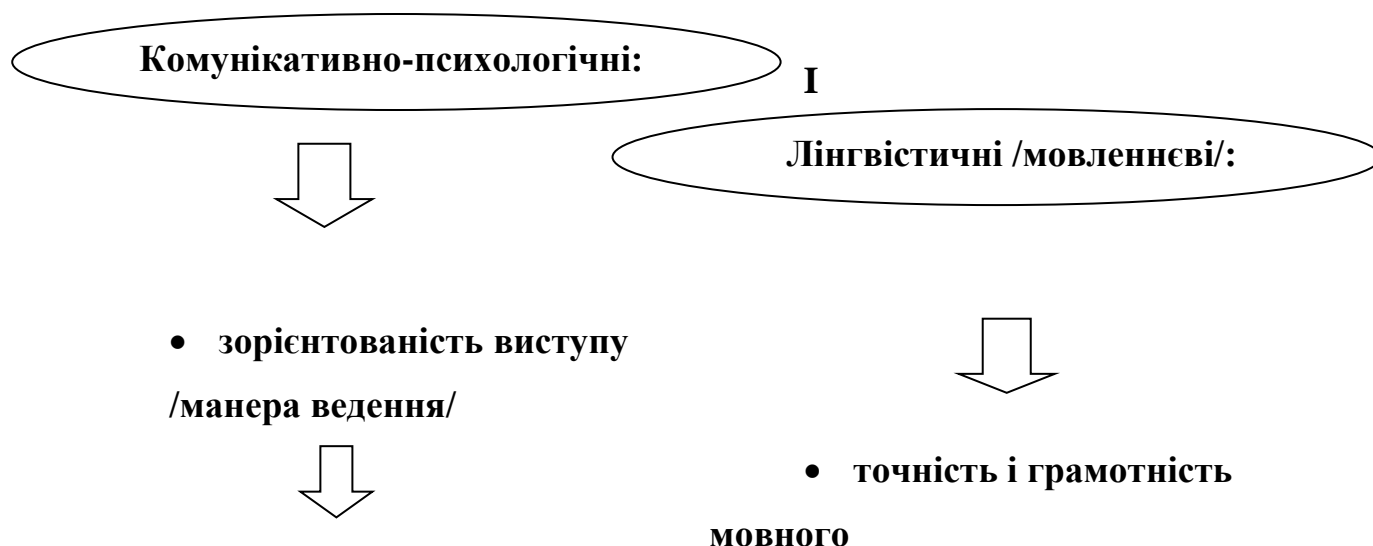 Комунікативно-психологічні:
І
Лінгвістичні /мовленнєві/:
• зорієнтованість виступу
/манера ведення/
• точність і грамотність
мовного